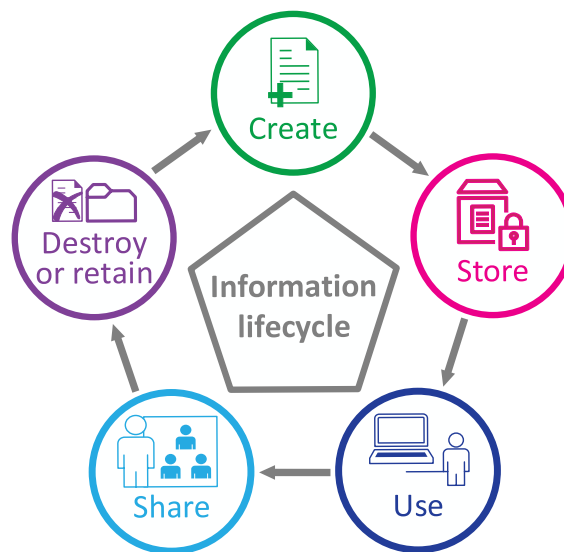 Create
Store
Use
Share
Destroy
or retain
Information
lifecycle